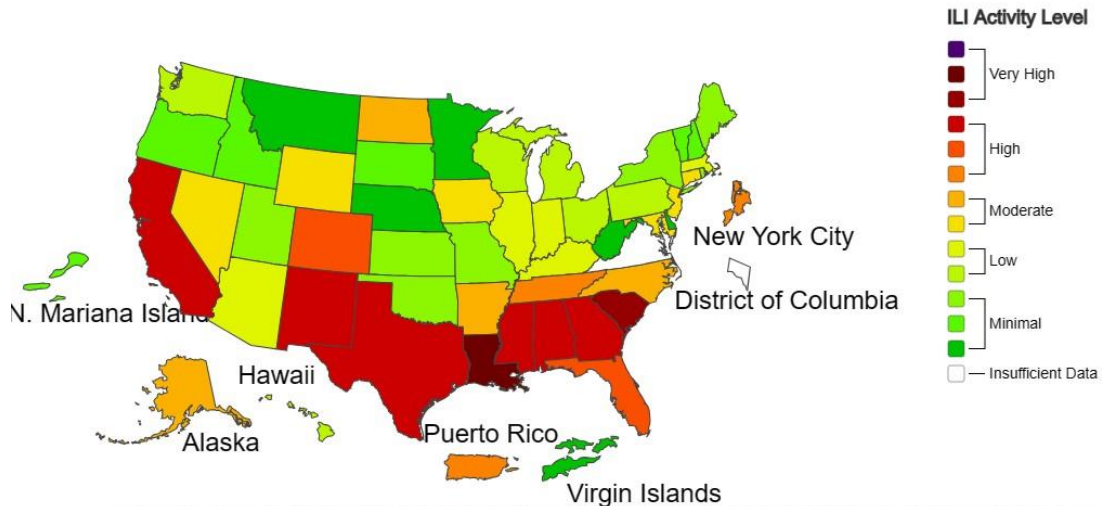 ILI Activity Level
Very High
High
Moderate
Low
Minimal
Insufficient Data
New York City
District of Columbia
N. Mariana Island
Hawaii
Alaska
Puerto Rico
Virgin Islands